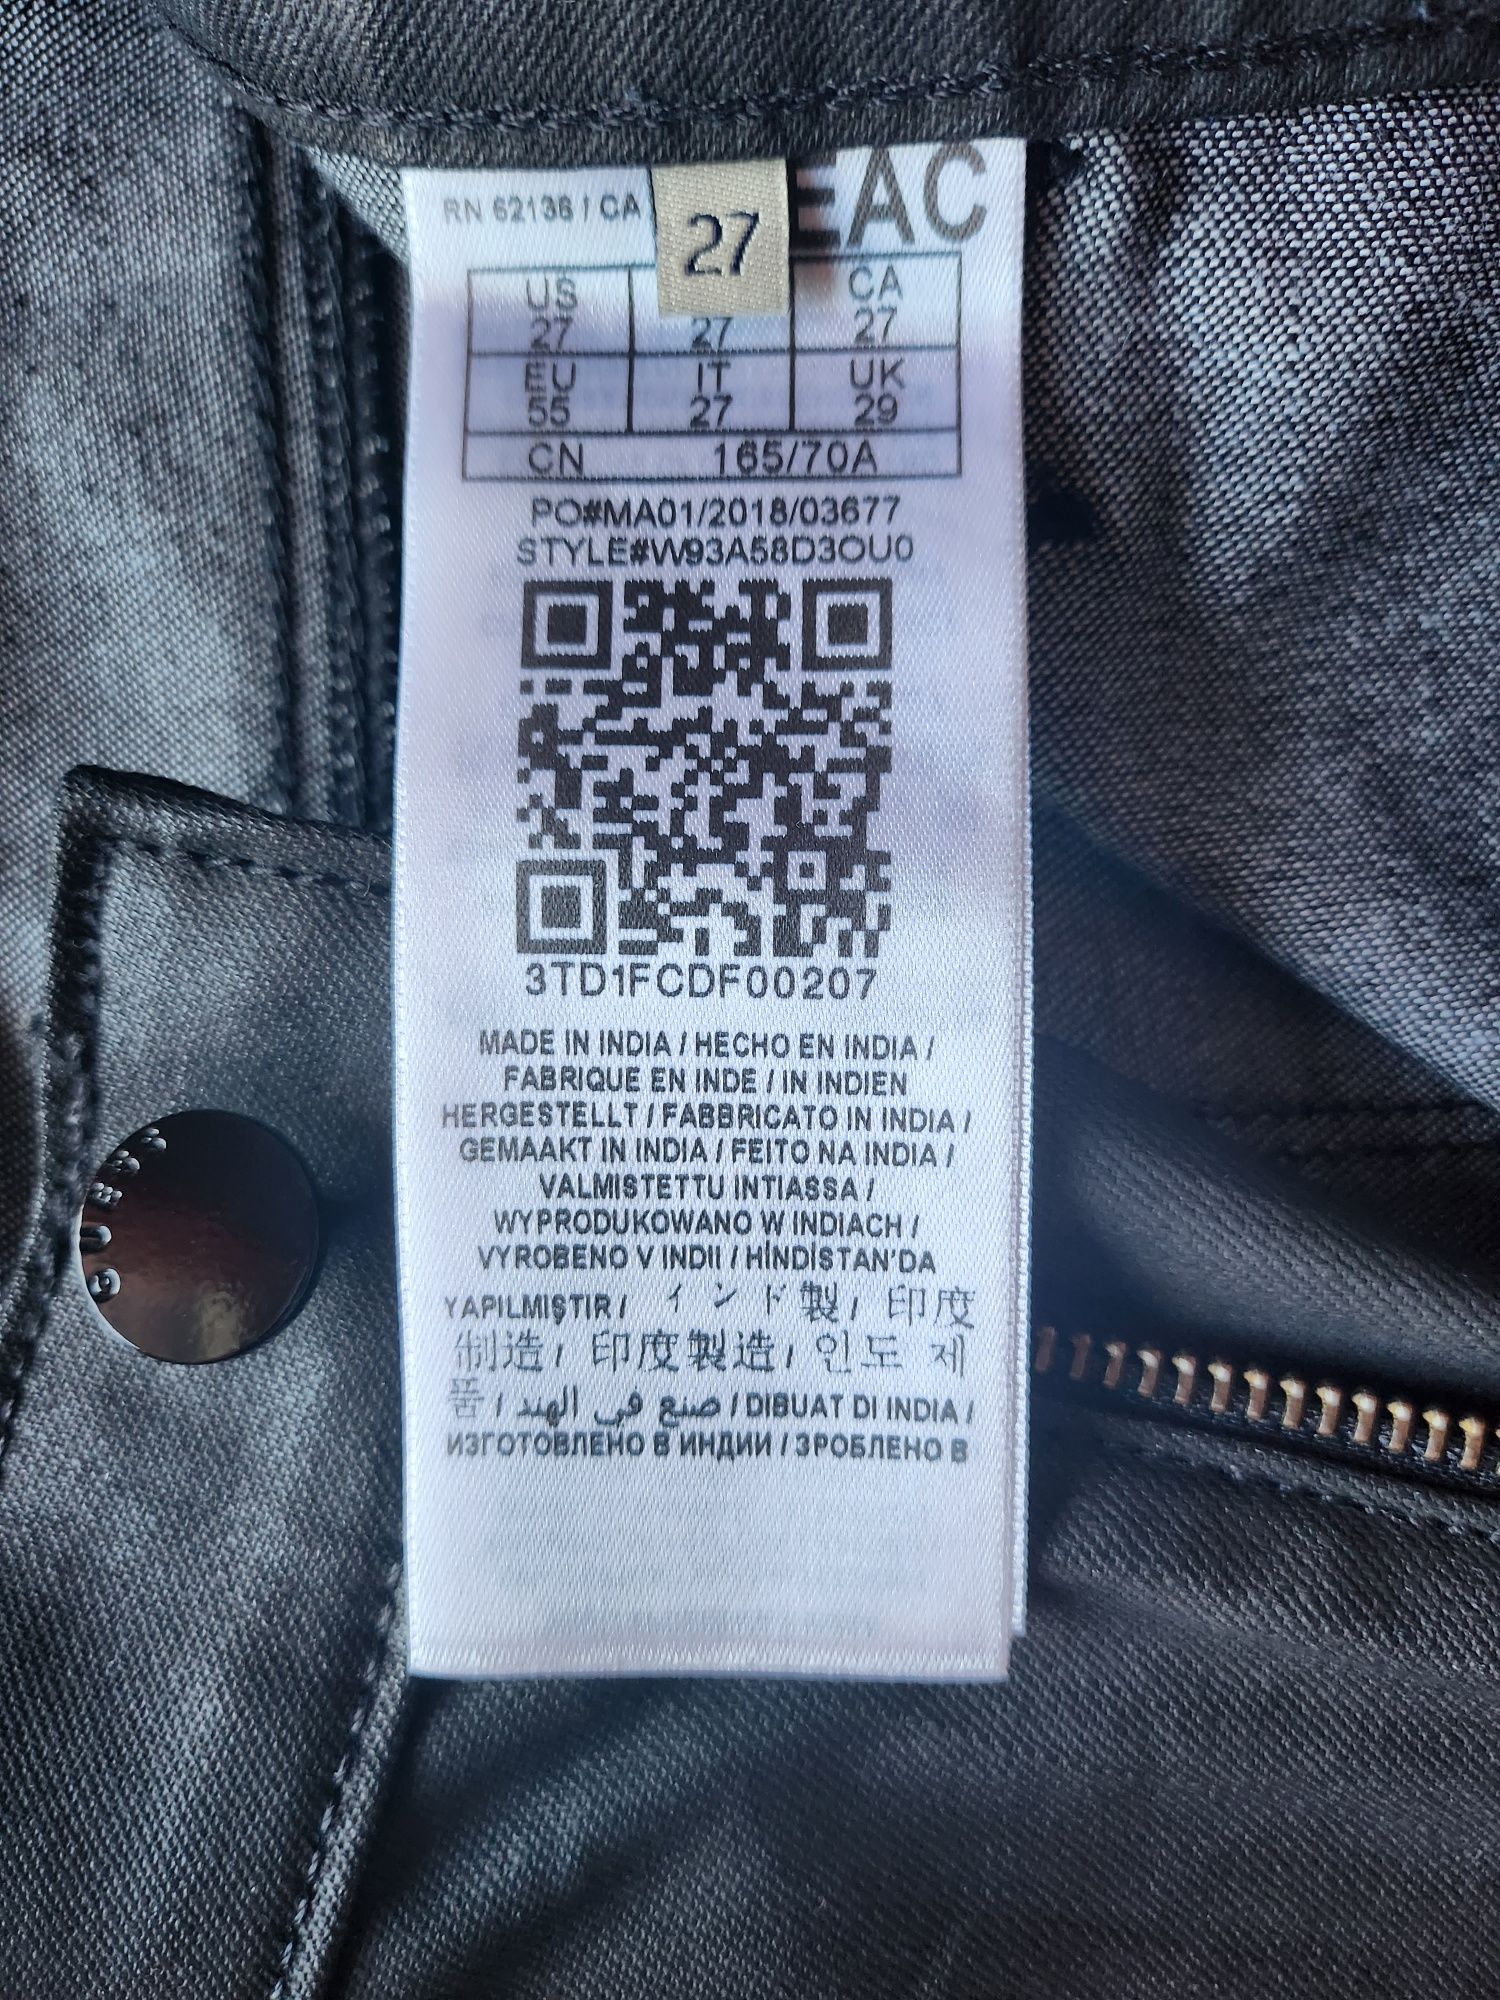 RN 62136 / CA
27
EAC
US
27
27
CA
27
EU
55
IT
27
UK
29
CN 165/70A
PO#MA01/2018/03677
STYLE#W93A58D3OU0
3TD1FCDF00207
MADE IN INDIA / HECHO EN INDIA /
FABRIQUE EN INDE / IN INDIEN
HERGESTELLT / FABBRICATO IN INDIA /
GEMAAKT IN INDIA / FEITO NA INDIA /
VALMISTETTU INTIASSA /
WYPRODUKOWANO W INDIACH /
VYROBENO V INDII / HİNDİSTAN'DA
YAPILMIŞTIR / インド製 / 印度
制造 / 印度製造 / 인도 제
품 / صنع في الهند / DIBUAT DI INDIA /
ИЗГОТОВЛЕНО В ИНДИИ / ЗРОБЛЕНО В
GUESS